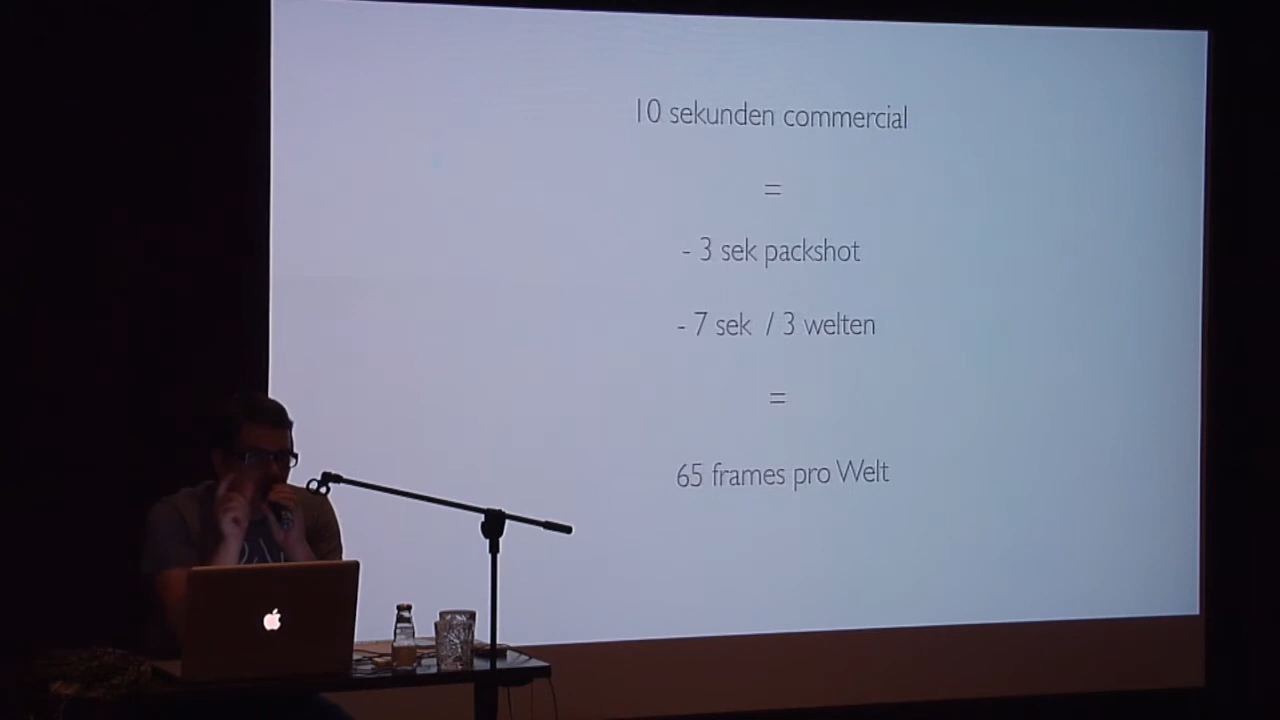 10 sekunden commercial
=
- 3 sek packshot
- 7 sek / 3 welten
=
65 frames pro Welt